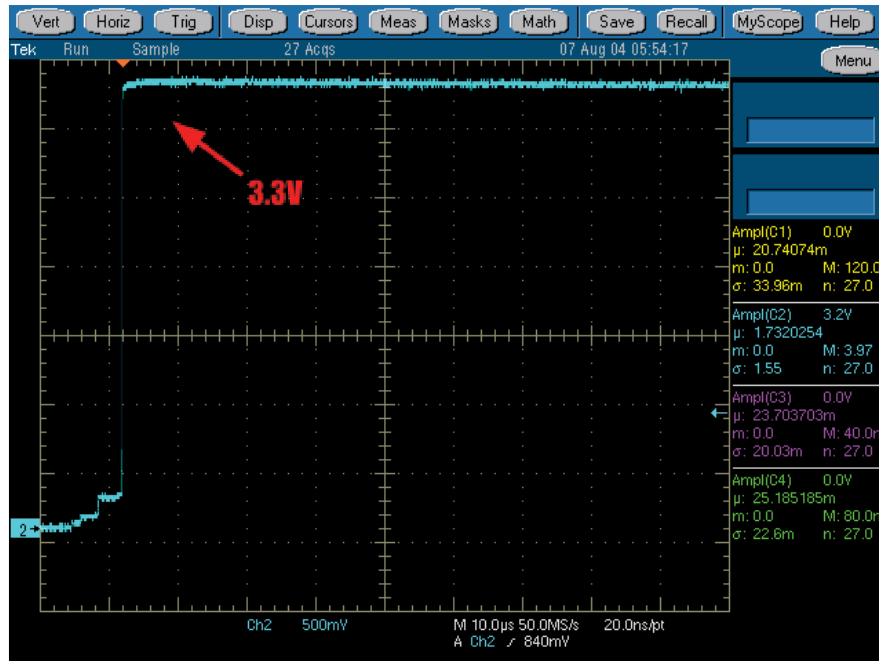 Vert Horiz Trig Disp Cursors Meas Masks Math Save Recall MyScope Help
Tek Run Sample 27 Acqs 07 Aug 04 05:54:17
Menu
3.3V
Ampl(C1) 0.0V
µ: 20.74074m
m: 0.0 M: 120.0
σ: 33.96m n: 27.0
Ampl(C2) 3.2V
µ: 1.7320254
m: 0.0 M: 3.97
σ: 1.55 n: 27.0
Ampl(C3) 0.0V
µ: 23.703703m
m: 0.0 M: 40.0m
σ: 20.03m n: 27.0
Ampl(C4) 0.0V
µ: 25.185185m
m: 0.0 M: 80.0m
σ: 22.6m n: 27.0
2
Ch2 500mV M 10.0µs 50.0MS/s 20.0ns/pt
A Ch2 840mV